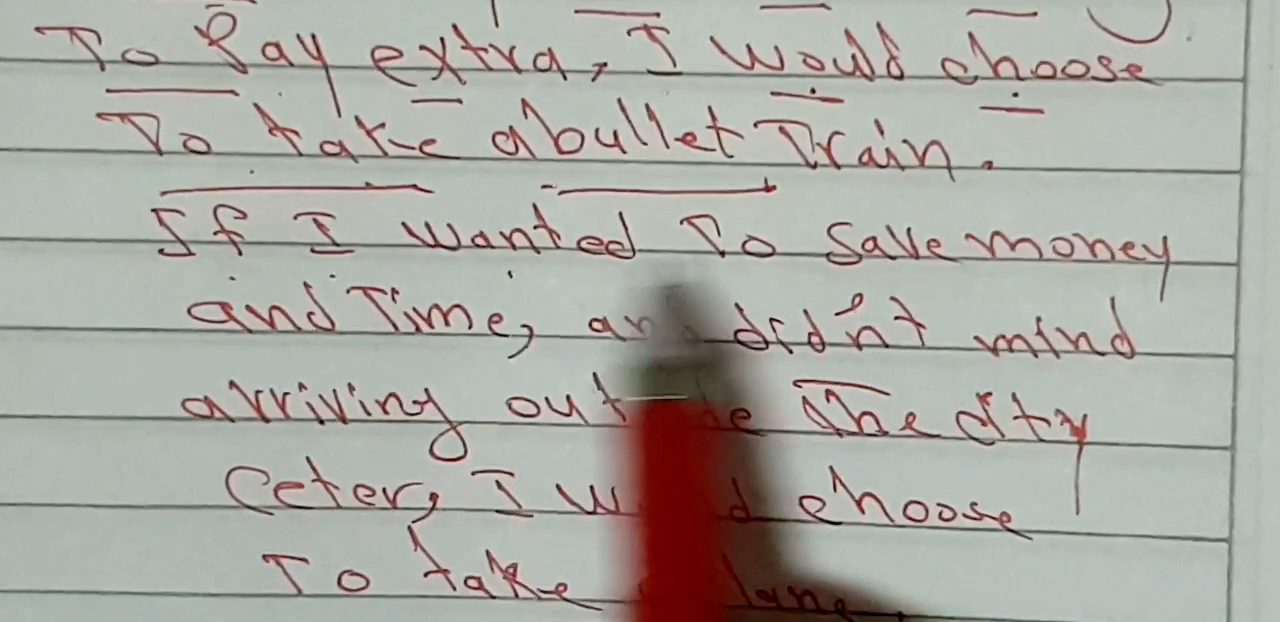 To Pay extra, I would choose
To take a bullet Train.
If I wanted To Save money
and Time, didn't mind
arriving the city
Ceter, I choose
To take